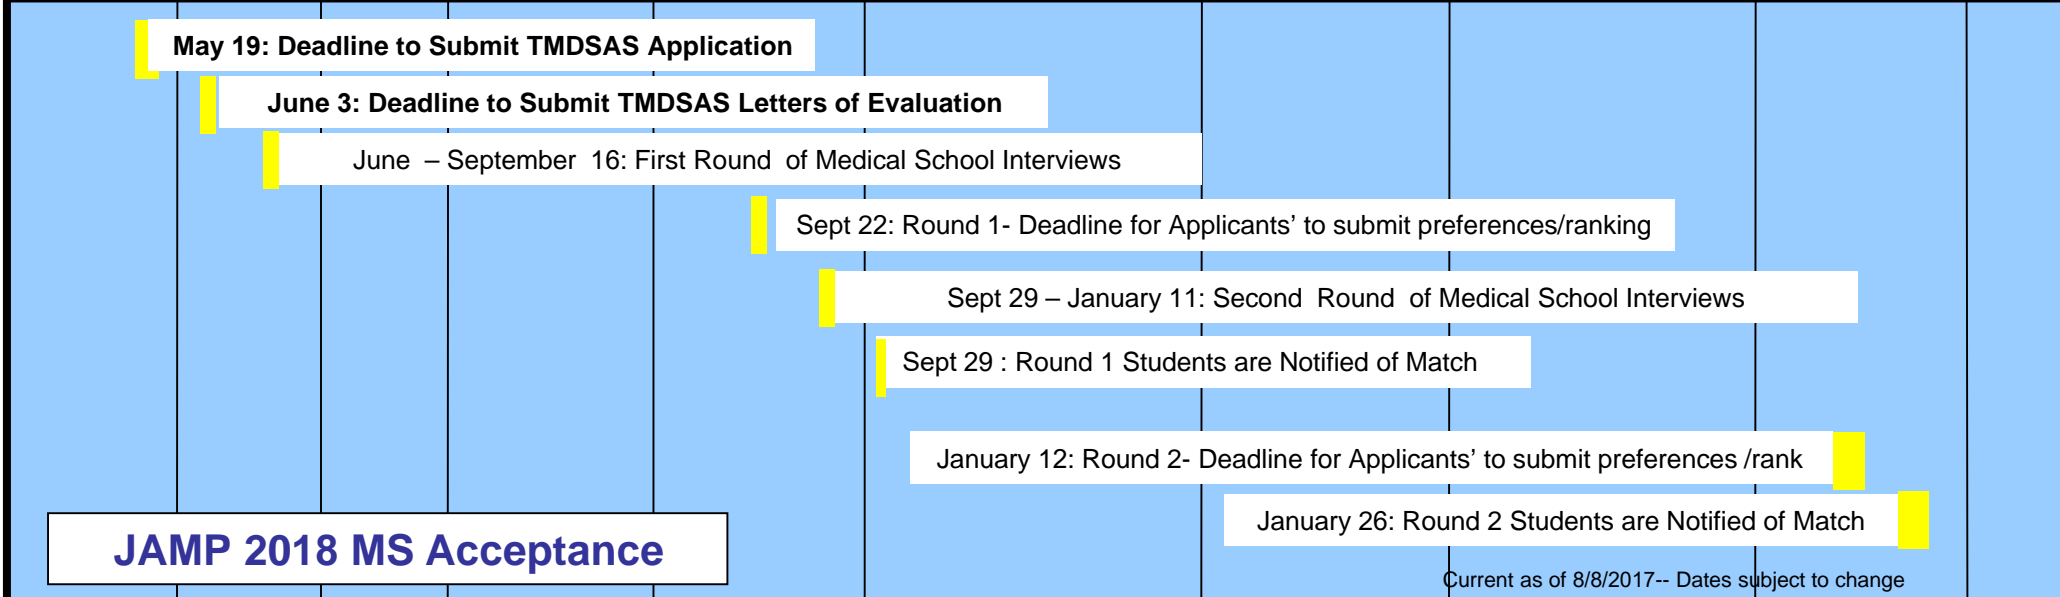 May 19: Deadline to Submit TMDSAS Application
June 3: Deadline to Submit TMDSAS Letters of Evaluation
June – September 16: First Round of Medical School Interviews
Sept 22: Round 1- Deadline for Applicants’ to submit preferences/ranking
Sept 29 – January 11: Second Round of Medical School Interviews
Sept 29 : Round 1 Students are Notified of Match
January 12: Round 2- Deadline for Applicants’ to submit preferences /rank
January 26: Round 2 Students are Notified of Match
JAMP 2018 MS Acceptance
Current as of 8/8/2017-- Dates subject to change